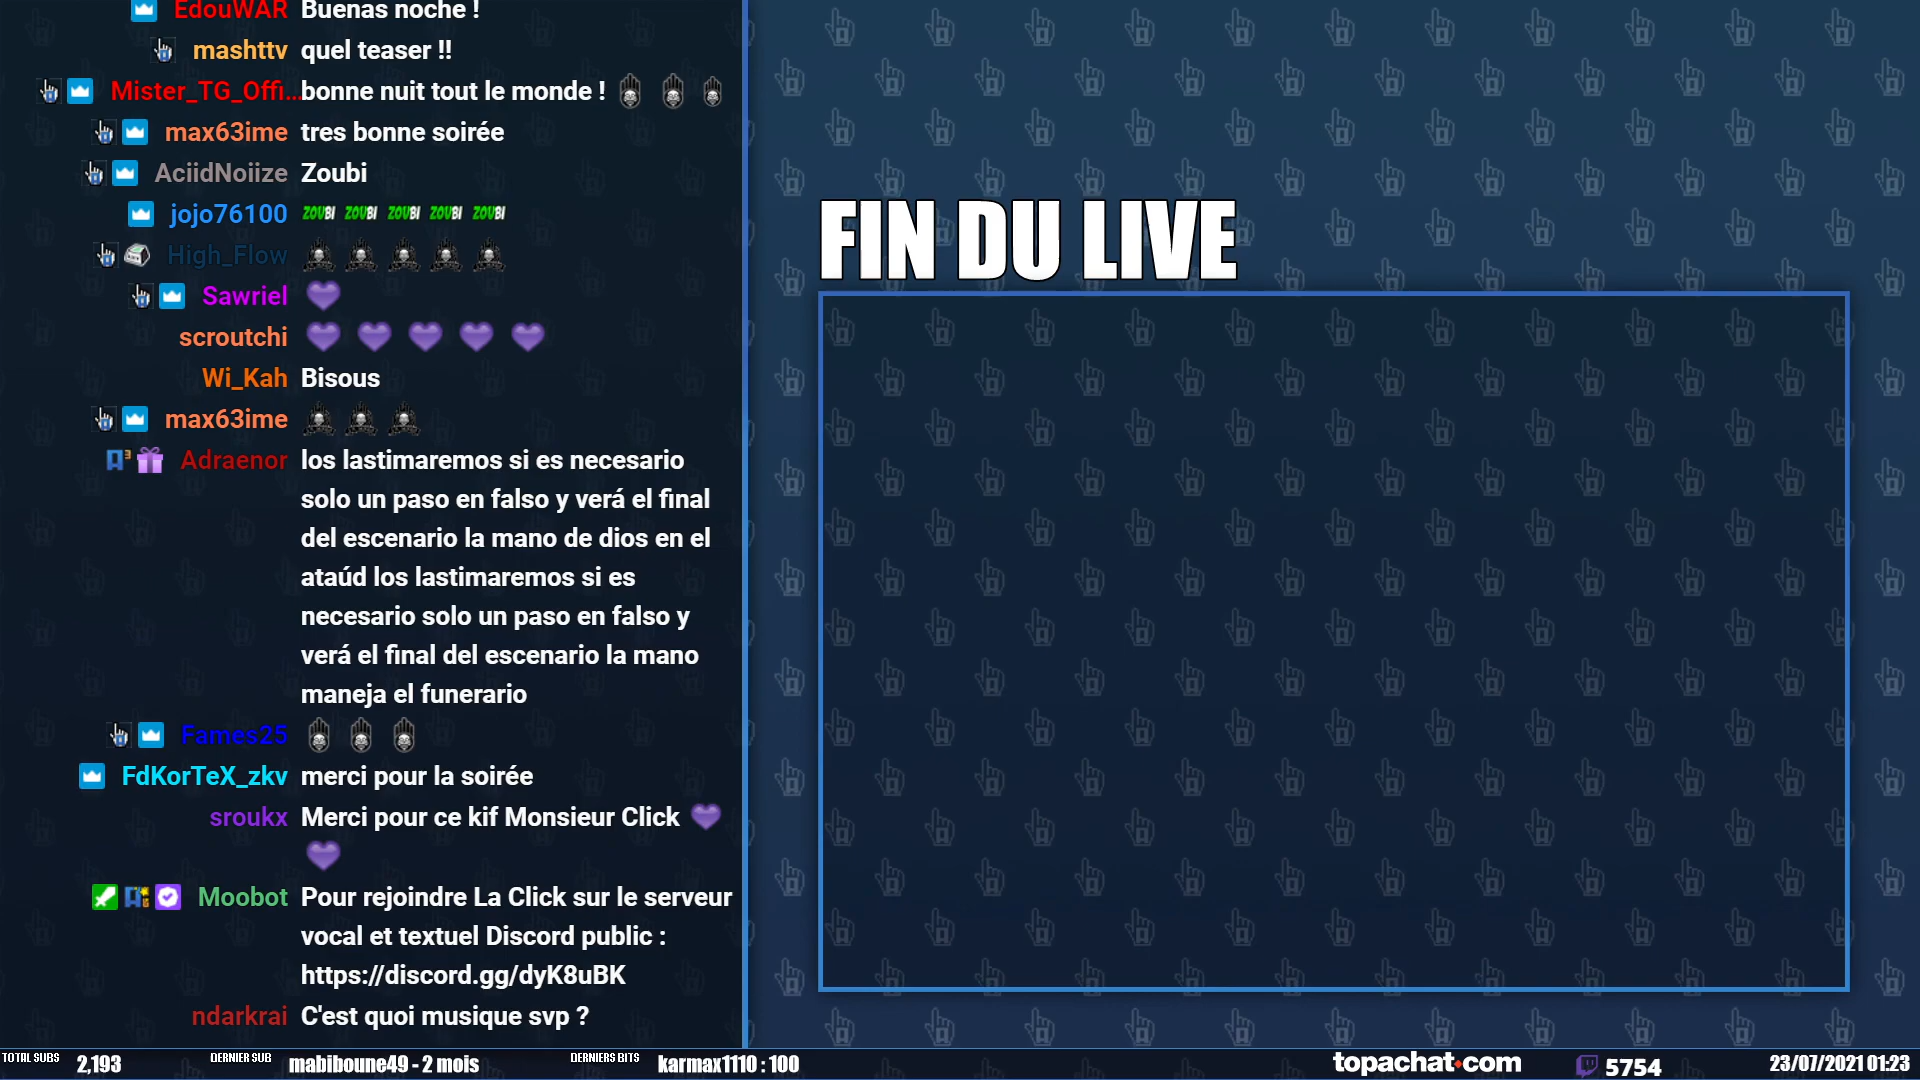 EdouWAR Buenas noche !
mashttv quel teaser !!
Mister_TG_Offi... bonne nuit tout le monde !
max63ime tres bonne soirée
AciidNoiize Zoubi
jojo76100 ZOUBI ZOUBI ZOUBI ZOUBI ZOUBI
High_Flow
Sawriel
scroutchi
Wi_Kah Bisous
max63ime
Adraenor los lastimaremos si es necesario
solo un paso en falso y verá el final
del escenario la mano de dios en el
ataúd los lastimaremos si es
necesario solo un paso en falso y
verá el final del escenario la mano
maneja el funerario
Fames25
FdKorTeX_zkv merci pour la soirée
sroukx Merci pour ce kif Monsieur Click
Moobot Pour rejoindre La Click sur le serveur
vocal et textuel Discord public :
https://discord.gg/dyK8uBK
ndarkrai C'est quoi musique svp ?
FIN DU LIVE
TOTAL SUBS 2,193 DERNIER SUB mabiboune49 - 2 mois DERNIERS BITS karmax1110 : 100 topachat.com 5754 23/07/2021 01:23